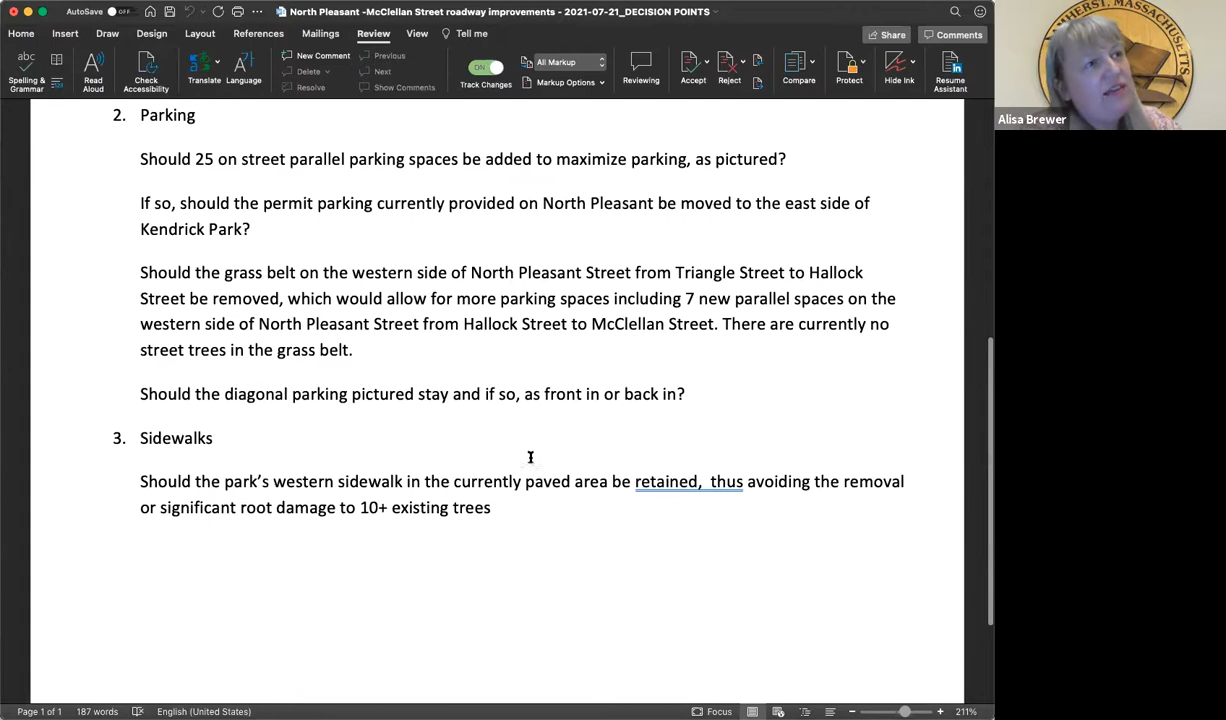 AutoSave OFF North Pleasant -McClellan Street roadway improvements - 2021-07-21_DECISION POINTS
Home Insert Draw Design Layout References Mailings Review View Tell me Share Comments
abc Spelling & Grammar
Read Aloud
Check Accessibility
Translate
Language
New Comment
Delete
Resolve
Previous
Next
Show Comments
ON
Track Changes
All Markup
Markup Options
Reviewing
Accept
Reject
Compare
Protect
Hide Ink
Resume Assistant
AMHERST, MASSACHUSETTS
Alisa Brewer
2. Parking
Should 25 on street parallel parking spaces be added to maximize parking, as pictured?
If so, should the permit parking currently provided on North Pleasant be moved to the east side of
Kendrick Park?
Should the grass belt on the western side of North Pleasant Street from Triangle Street to Hallock
Street be removed, which would allow for more parking spaces including 7 new parallel spaces on the
western side of North Pleasant Street from Hallock Street to McClellan Street. There are currently no
street trees in the grass belt.
Should the diagonal parking pictured stay and if so, as front in or back in?
3. Sidewalks
Should the park’s western sidewalk in the currently paved area be retained,  thus avoiding the removal
or significant root damage to 10+ existing trees
Page 1 of 1 187 words English (United States) Focus 211%